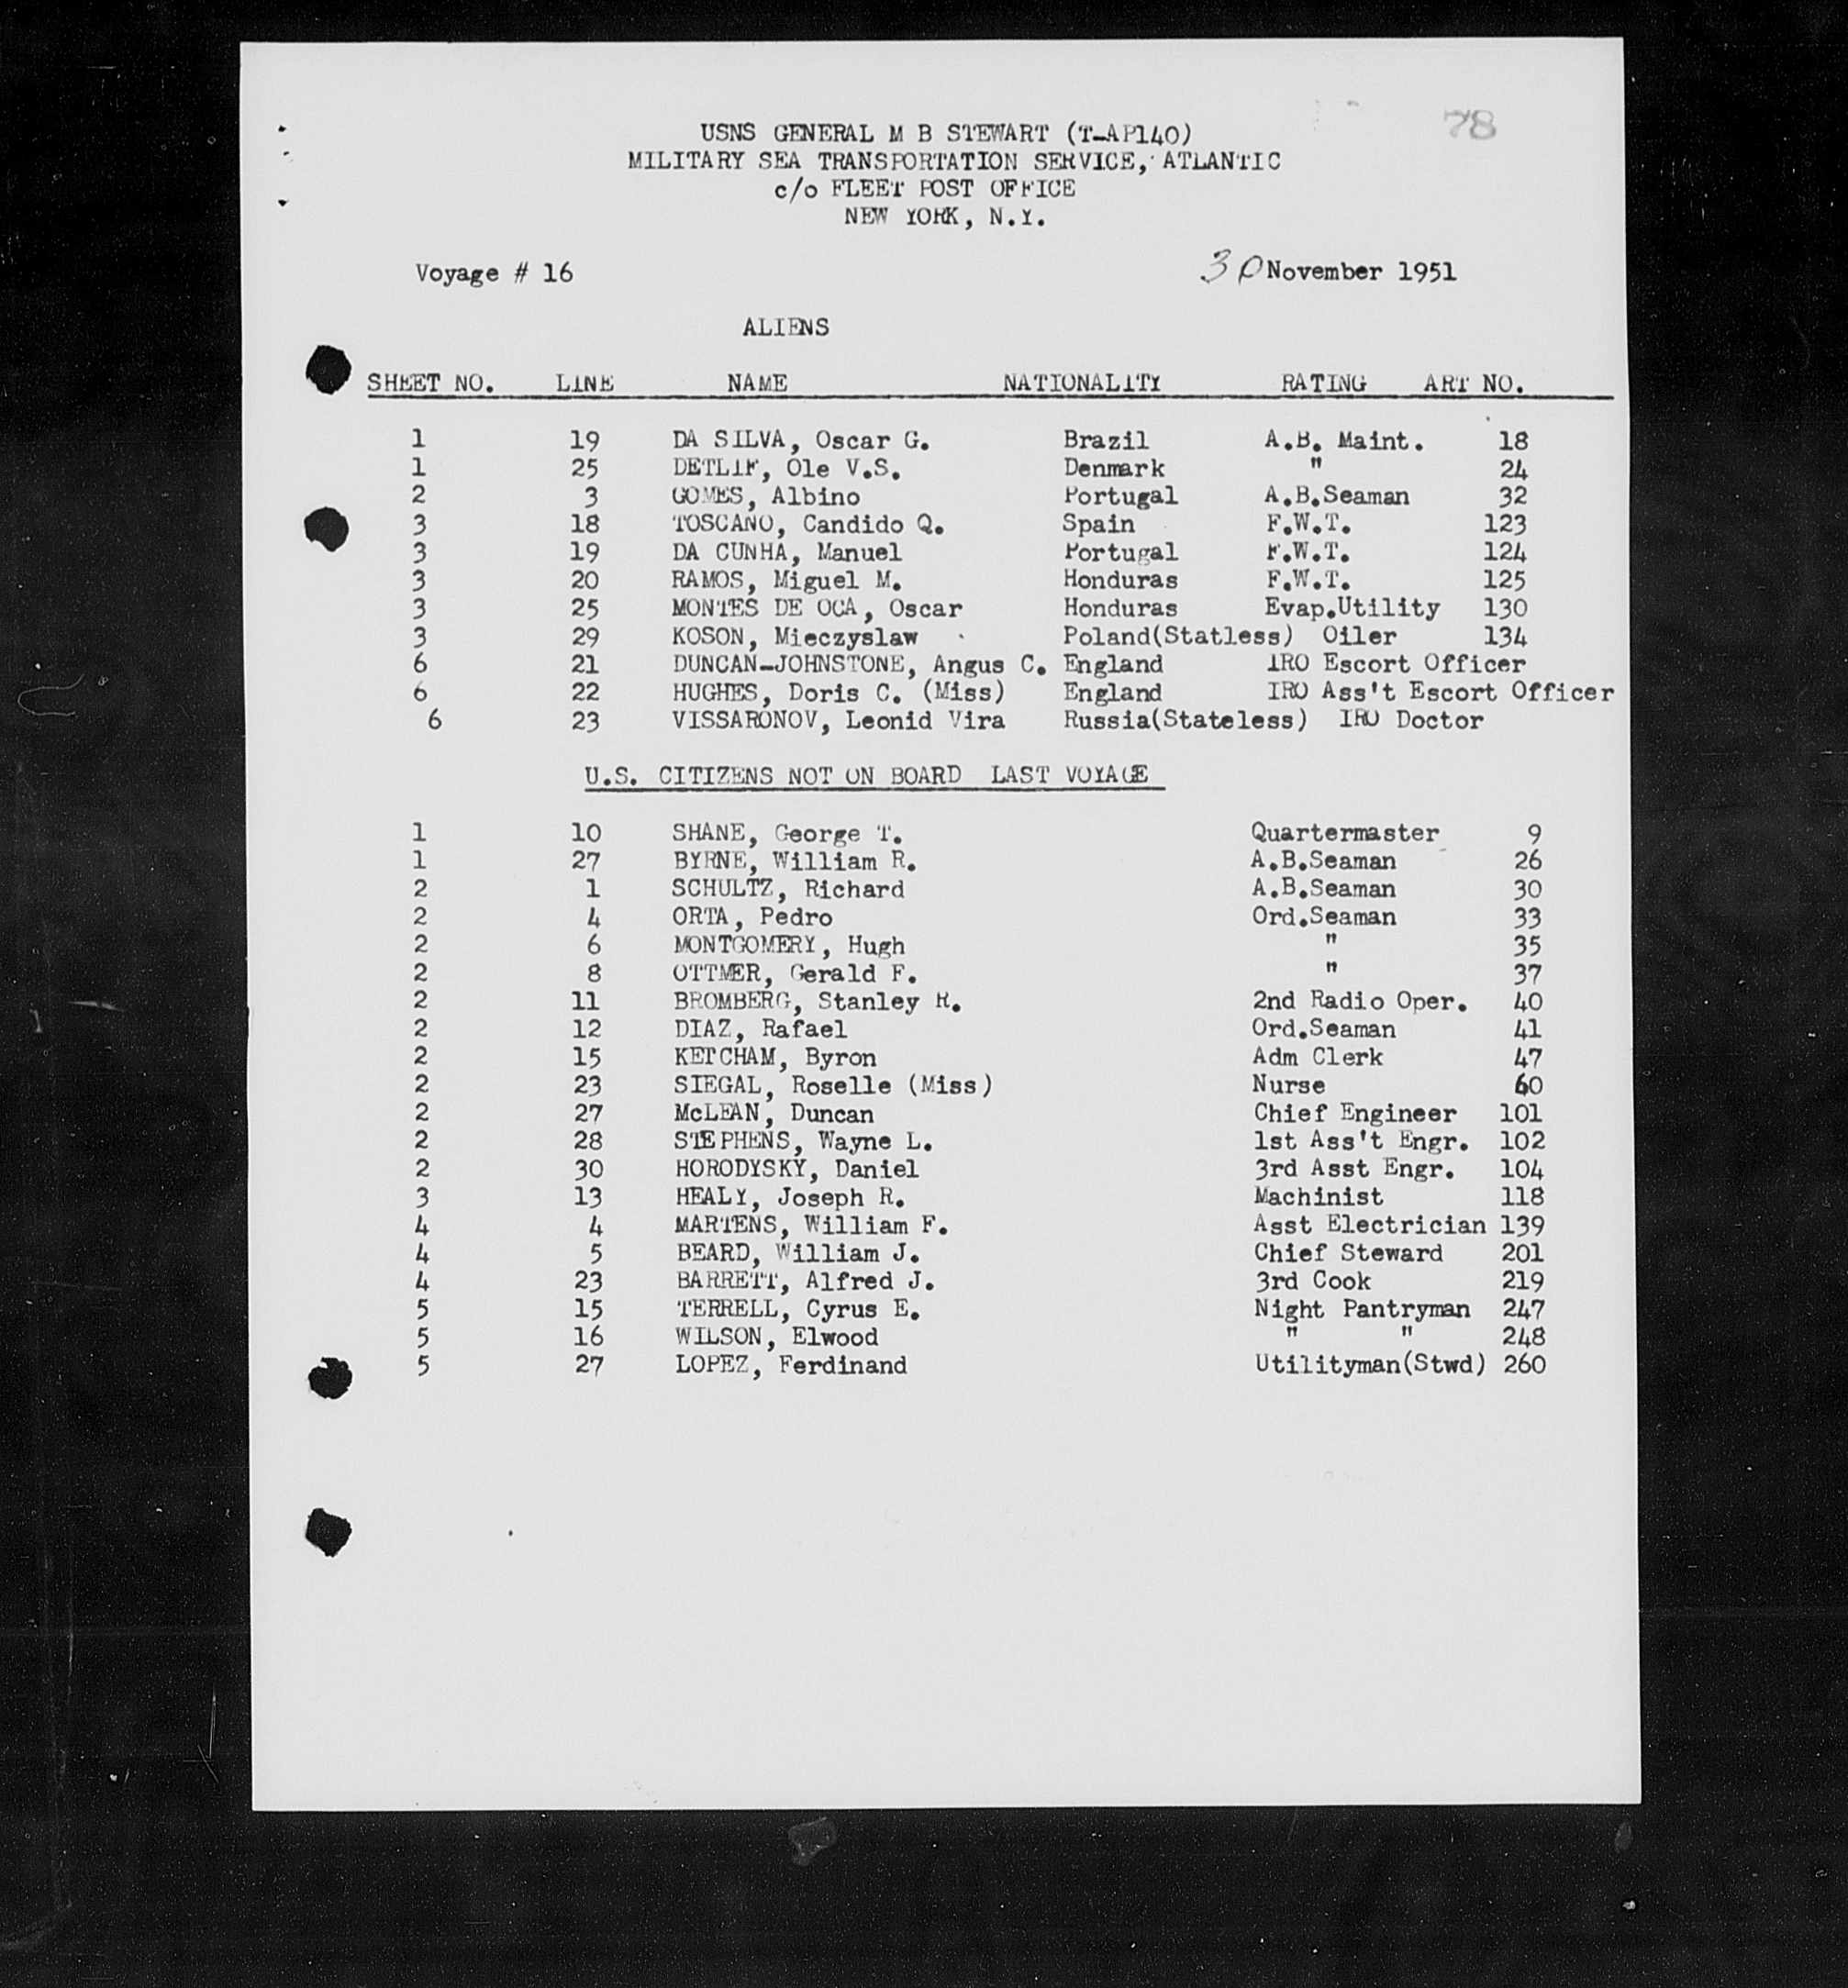 78
USNS GENERAL M B STEWART (T-AP140)
MILITARY SEA TRANSPORTATION SERVICE, ATLANTIC
c/o FLEET POST OFFICE
NEW YORK, N.Y.
Voyage # 16 30 November 1951
ALIENS
SHEET NO. LINE NAME NATIONALITY RATING ART NO.
1 19 DA SILVA, Oscar G. Brazil A.B. Maint. 18
1 25 DETLIF, Ole V.S. Denmark " 24
2 3 GOMES, Albino Portugal A.B.Seaman 32
3 18 TOSCANO, Candido Q. Spain F.W.T. 123
3 19 DA CUNHA, Manuel Portugal F.W.T. 124
3 20 RAMOS, Miguel M. Honduras F.W.T. 125
3 25 MONTES DE OCA, Oscar Honduras Evap.Utility 130
3 29 KOSON, Mieczyslaw Poland(Statless) Oiler 134
6 21 DUNCAN-JOHNSTONE, Angus C. England IRO Escort Officer
6 22 HUGHES, Doris C. (Miss) England IRO Ass't Escort Officer
6 23 VISSARONOV, Leonid Vira Russia(Stateless) IRO Doctor
U.S. CITIZENS NOT ON BOARD LAST VOYAGE
1 10 SHANE, George T. Quartermaster 9
1 27 BYRNE, William R. A.B.Seaman 26
2 1 SCHULTZ, Richard A.B.Seaman 30
2 4 ORTA, Pedro Ord.Seaman 33
2 6 MONTGOMERY, Hugh " 35
2 8 OTTMER, Gerald F. " 37
2 11 BROMBERG, Stanley R. 2nd Radio Oper. 40
2 12 DIAZ, Rafael Ord.Seaman 41
2 15 KETCHAM, Byron Adm Clerk 47
2 23 SIEGAL, Roselle (Miss) Nurse 60
2 27 McLEAN, Duncan Chief Engineer 101
2 28 STEPHENS, Wayne L. 1st Ass't Engr. 102
2 30 HORODYSKY, Daniel 3rd Asst Engr. 104
3 13 HEALY, Joseph R. Machinist 118
4 4 MARTENS, William F. Asst Electrician 139
4 5 BEARD, William J. Chief Steward 201
4 23 BARRETT, Alfred J. 3rd Cook 219
5 15 TERRELL, Cyrus E. Night Pantryman 247
5 16 WILSON, Elwood " " 248
5 27 LOPEZ, Ferdinand Utilityman(Stwd) 260